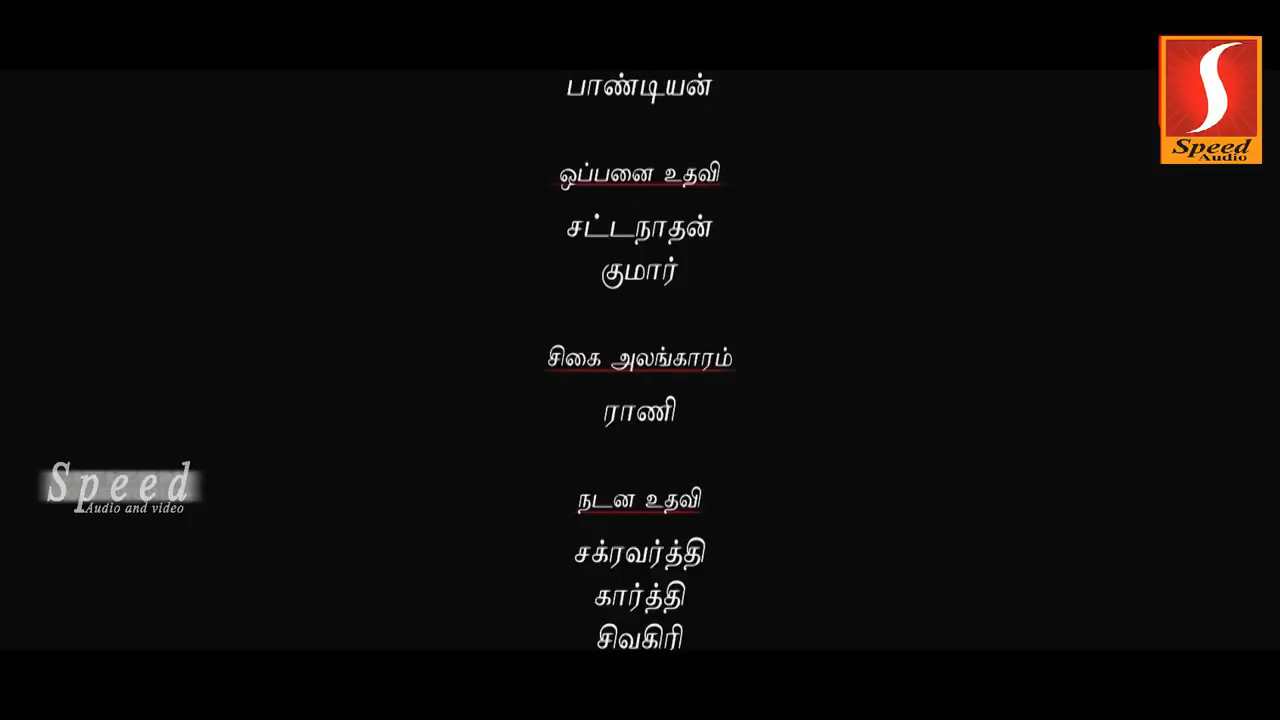 பாண்டியன்
ஒப்பனை உதவி
சட்டநாதன்
குமார்
சிகை அலங்காரம்
ராணி
நடன உதவி
சக்ரவர்த்தி
கார்த்தி
சிவகிரி
S
Speed
Audio
Speed
Audio and video